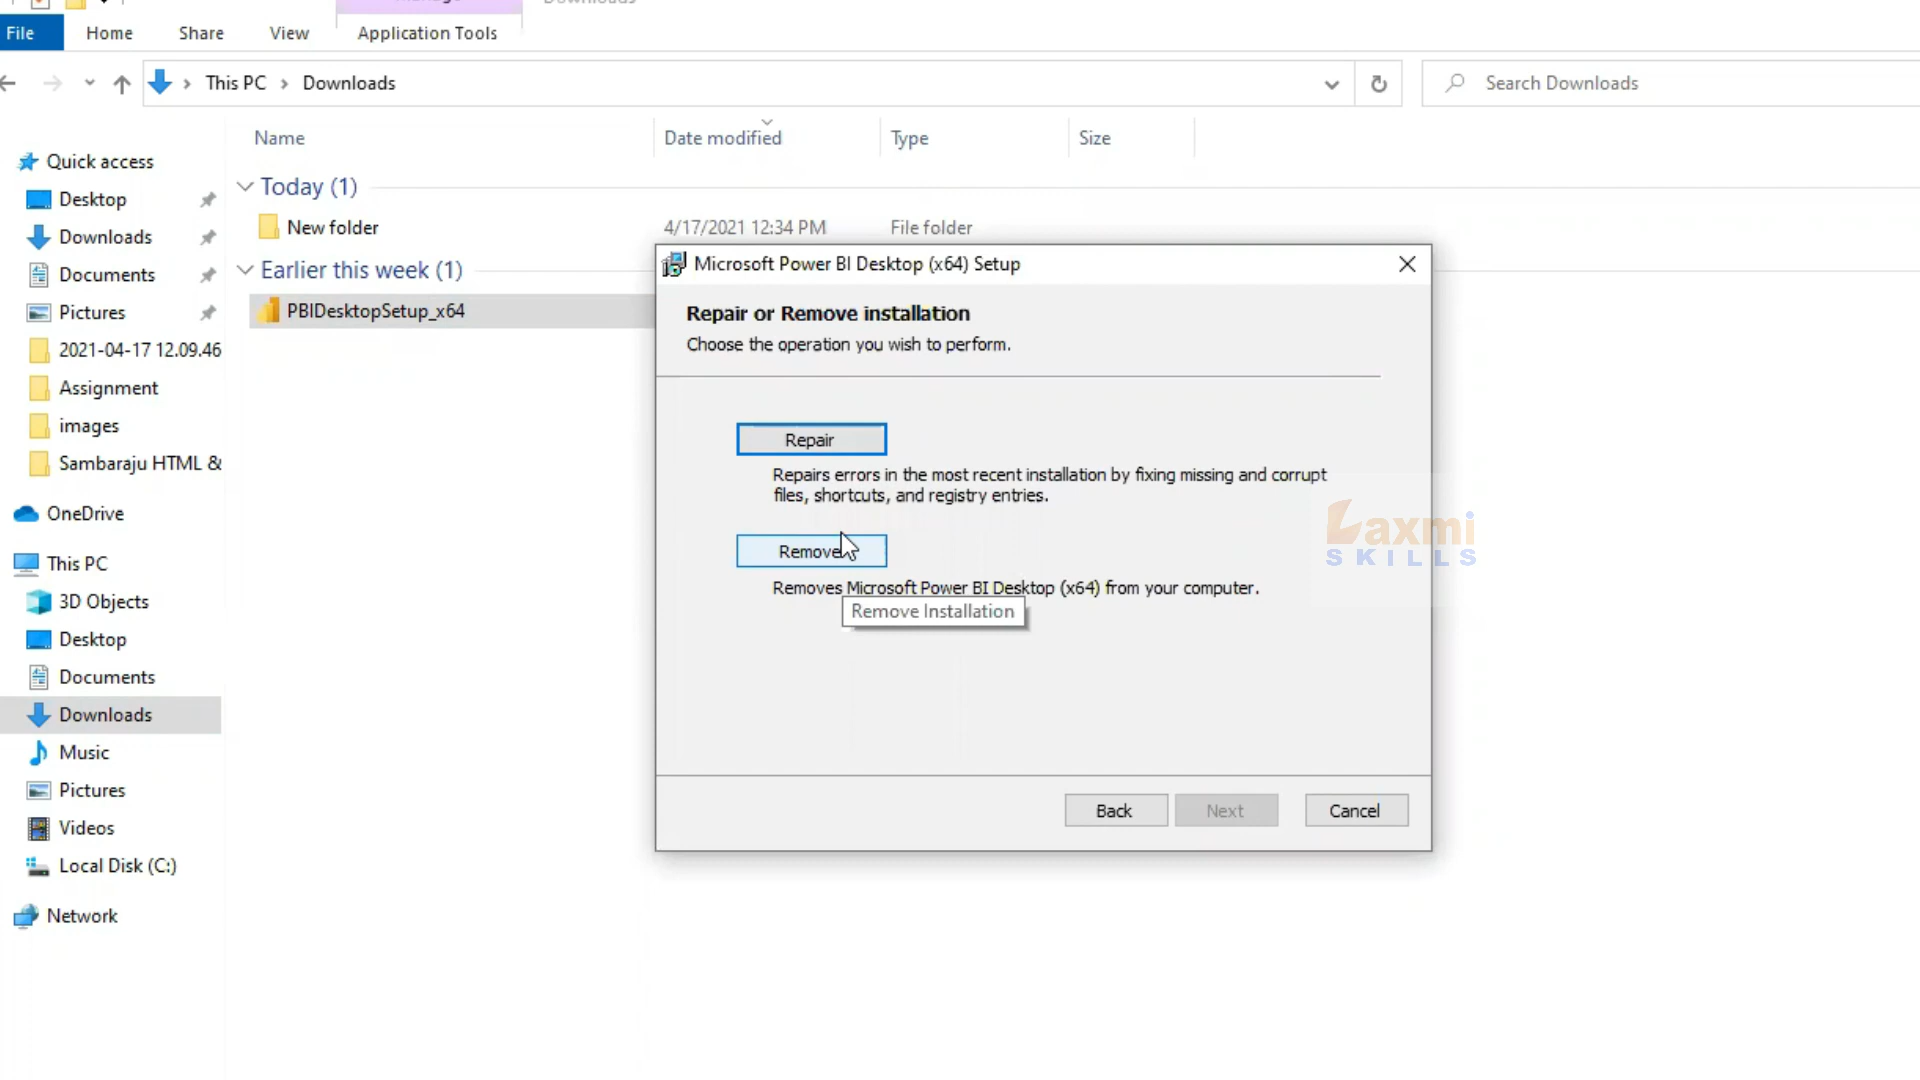 File
Home
Share
View
Application Tools
This PC
Downloads
Search Downloads
Name
Date modified
Type
Size
Quick access
Desktop
Downloads
Documents
Pictures
2021-04-17 12.09.46
Assignment
images
Sambaraju HTML &
OneDrive
This PC
3D Objects
Desktop
Documents
Downloads
Music
Pictures
Videos
Local Disk (C:)
Network
Today (1)
New folder
4/17/2021 12:34 PM
File folder
Earlier this week (1)
PBIDesktopSetup_x64
Microsoft Power BI Desktop (x64) Setup
Repair or Remove installation
Choose the operation you wish to perform.
Repair
Repairs errors in the most recent installation by fixing missing and corrupt
files, shortcuts, and registry entries.
Remove
Removes Microsoft Power BI Desktop (x64) from your computer.
Remove Installation
Back
Next
Cancel
Laxmi
SKILLS